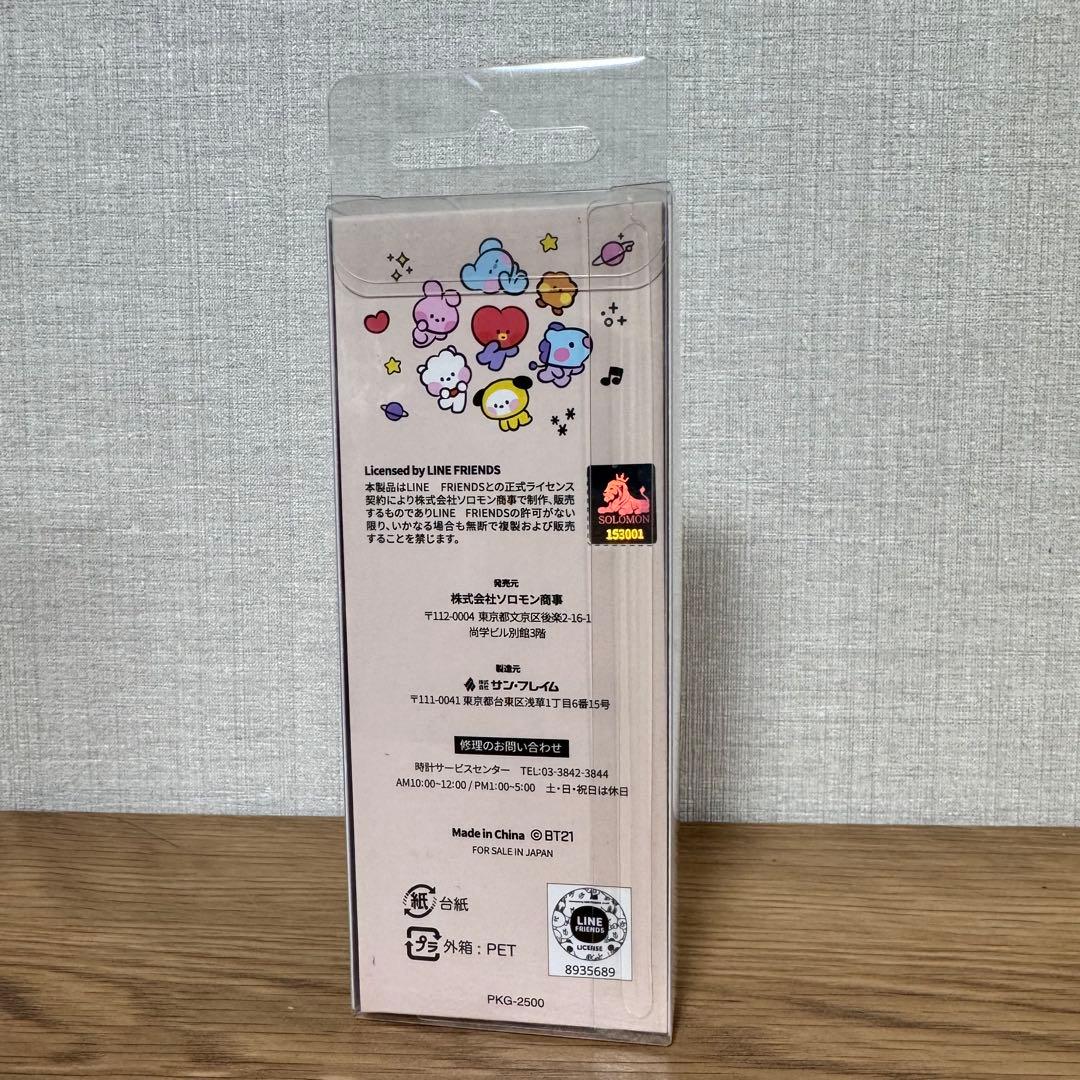 Licensed by LINE FRIENDS
本製品はLINE FRIENDSとの正式ライセンス
契約により株式会社ソロモン商事で制作、販売
するものでありLINE FRIENDSの許可がない
限り、いかなる場合も無断で複製および販売
することを禁じます。
SOLOMON
153001
発売元
株式会社ソロモン商事
〒112-0004 東京都文京区後楽2-16-1
尚学ビル別館3階
製造元
株式会社 サン・フレイム
〒111-0041 東京都台東区浅草1丁目6番15号
修理のお問い合わせ
時計サービスセンター TEL:03-3842-3844
AM10:00~12:00 / PM1:00~5:00 土・日・祝日は休日
Made in China ©BT21
FOR SALE IN JAPAN
紙 台紙
プラ 外箱 : PET
LINE
FRIENDS
LICENSE
8935689
PKG-2500